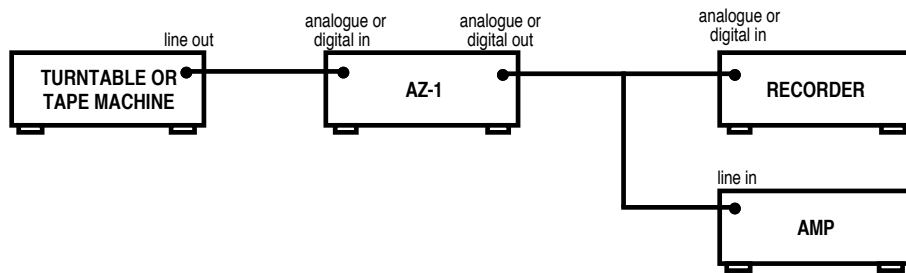 line out
analogue or
digital in
analogue or
digital out
analogue or
digital in
TURNTABLE OR
TAPE MACHINE
AZ-1
RECORDER
line in
AMP